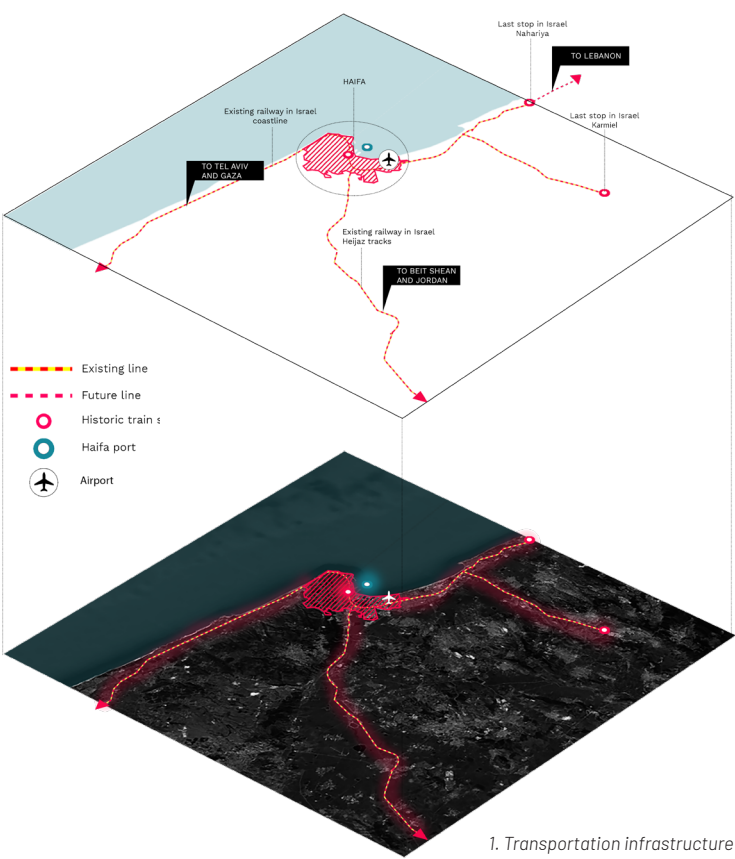 Last stop in Israel
Nahariya
TO LEBANON
HAIFA
Existing railway in Israel
coastline
Last stop in Israel
Karmiel
TO TEL AVIV
AND GAZA
Existing railway in Israel
Heijaz tracks
TO BEIT SHEAN
AND JORDAN
Existing line
Future line
Historic train s
Haifa port
Airport
1. Transportation infrastructure